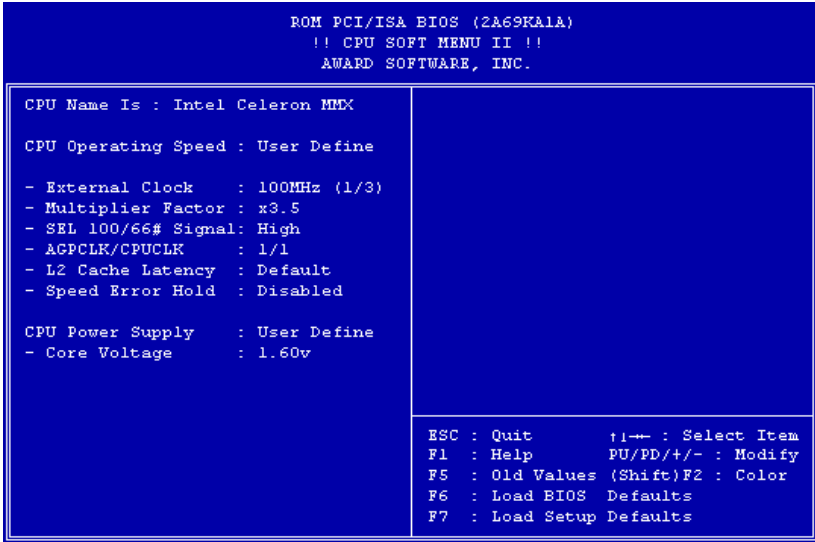 ROM PCI/ISA BIOS (2A69KA1A)
!! CPU SOFT MENU II !!
AWARD SOFTWARE, INC.
CPU Name Is : Intel Celeron MMX
CPU Operating Speed : User Define
- External Clock : 100MHz (1/3)
- Multiplier Factor : x3.5
- SEL 100/66# Signal: High
- AGPCLK/CPUCLK : 1/1
- L2 Cache Latency : Default
- Speed Error Hold : Disabled
CPU Power Supply : User Define
- Core Voltage : 1.60v
ESC : Quit ↑↓→← : Select Item
F1 : Help PU/PD/+/- : Modify
F5 : Old Values (Shift)F2 : Color
F6 : Load BIOS Defaults
F7 : Load Setup Defaults